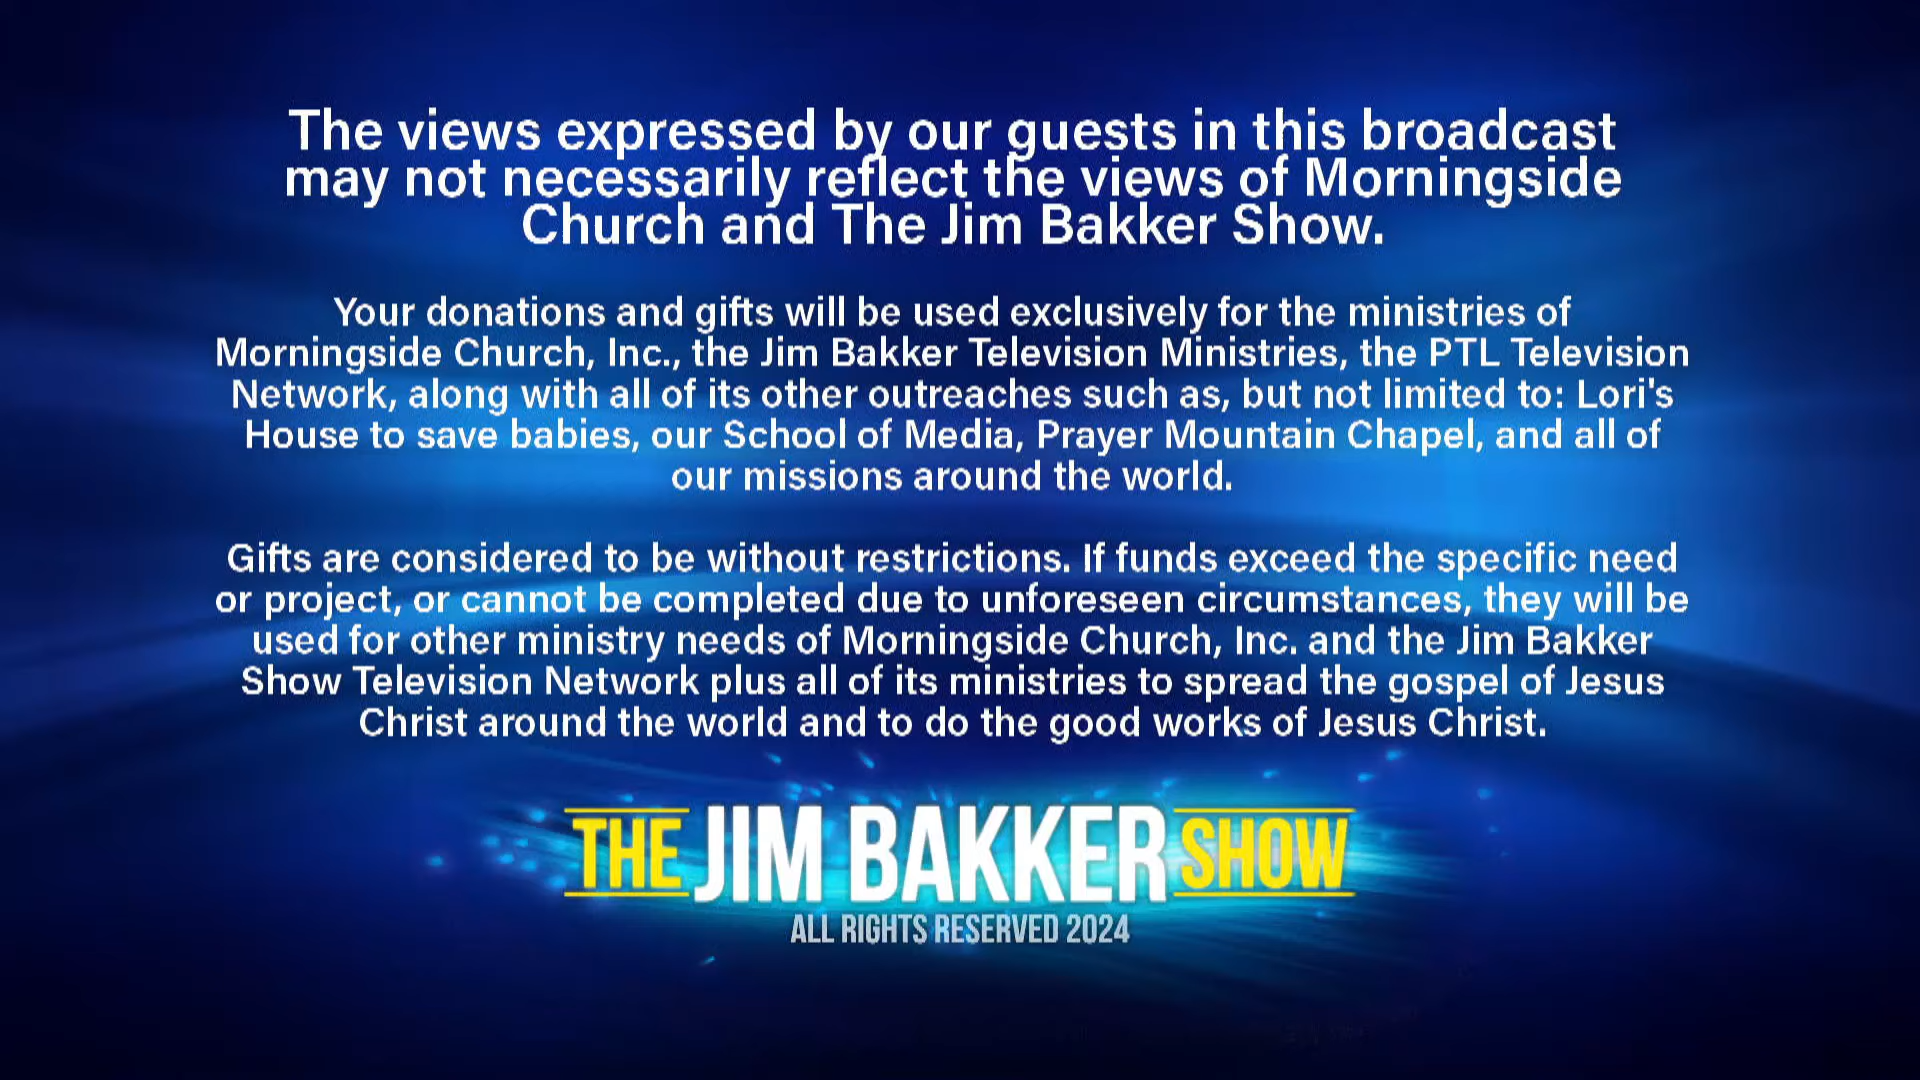 The views expressed by our guests in this broadcast
may not necessarily reflect the views of Morningside
Church and The Jim Bakker Show.
Your donations and gifts will be used exclusively for the ministries of
Morningside Church, Inc., the Jim Bakker Television Ministries, the PTL Television
Network, along with all of its other outreaches such as, but not limited to: Lori's
House to save babies, our School of Media, Prayer Mountain Chapel, and all of
our missions around the world.
Gifts are considered to be without restrictions. If funds exceed the specific need
or project, or cannot be completed due to unforeseen circumstances, they will be
used for other ministry needs of Morningside Church, Inc. and the Jim Bakker
Show Television Network plus all of its ministries to spread the gospel of Jesus
Christ around the world and to do the good works of Jesus Christ.
THE JIM BAKKER SHOW
ALL RIGHTS RESERVED 2024